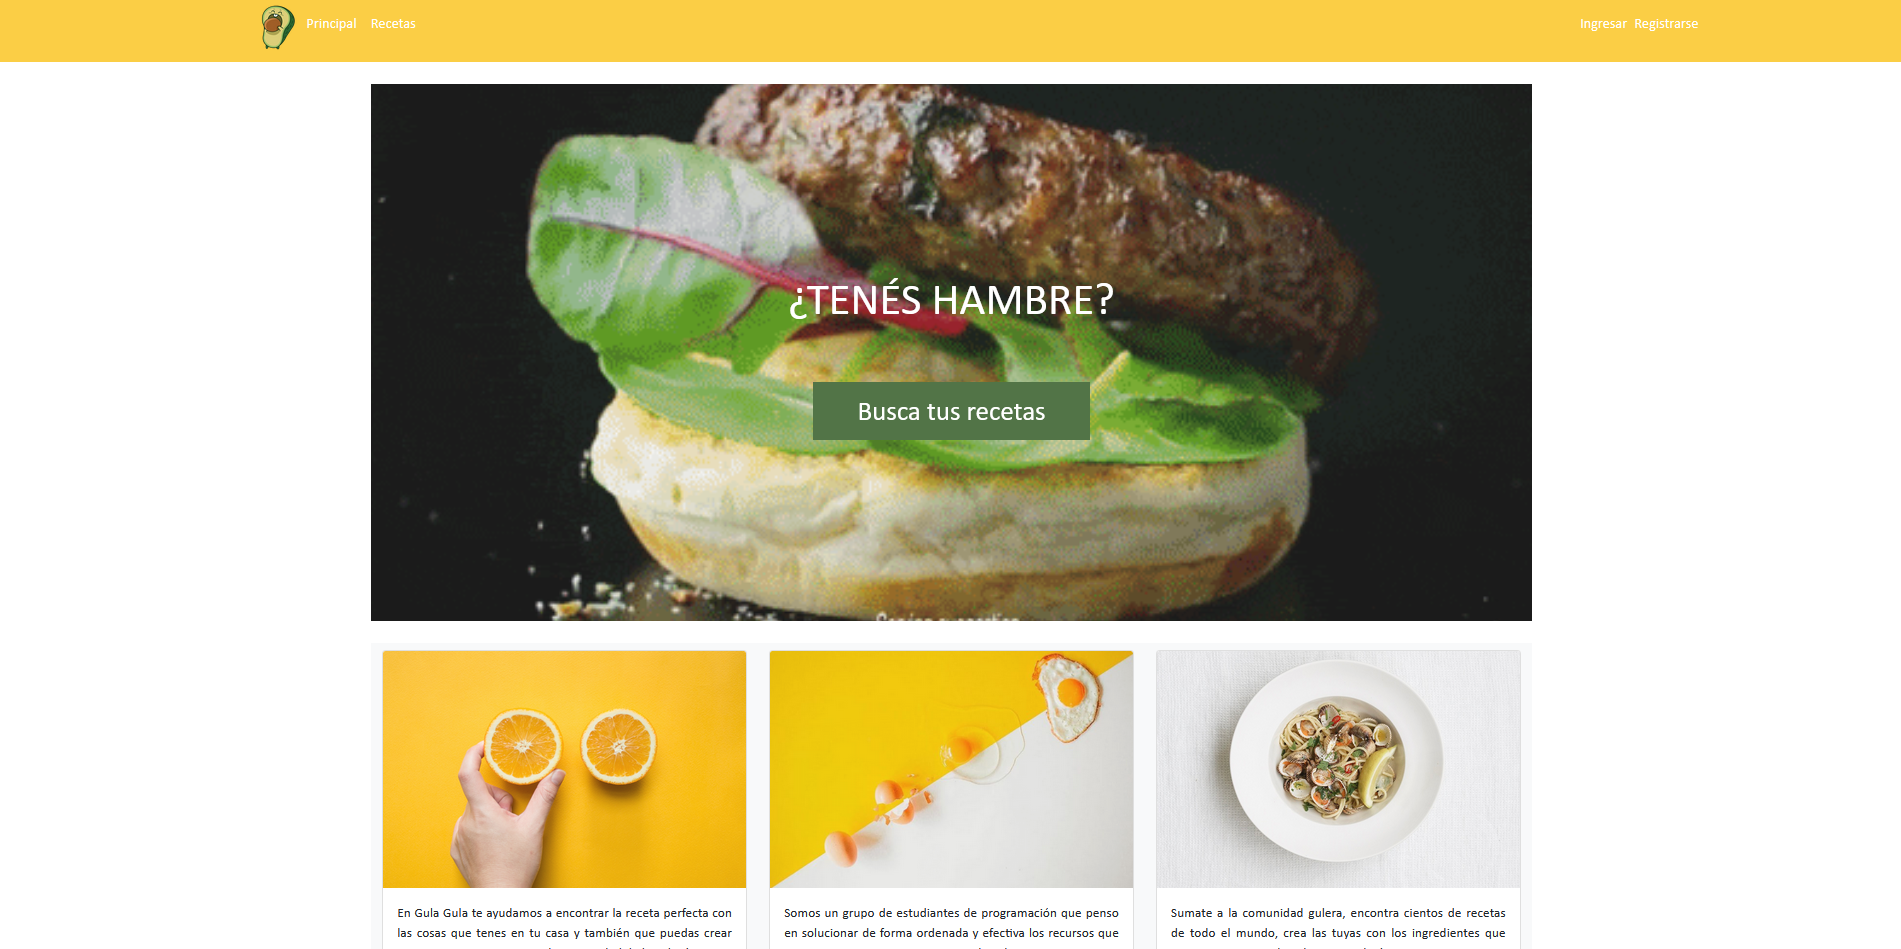 Principal Recetas Ingresar Registrarse
¿TENÉS HAMBRE?
Busca tus recetas
En Gula Gula te ayudamos a encontrar la receta perfecta con
las cosas que tenes en tu casa y también que puedas crear
Somos un grupo de estudiantes de programación que penso
en solucionar de forma ordenada y efectiva los recursos que
Sumate a la comunidad gulera, encontra cientos de recetas
de todo el mundo, crea las tuyas con los ingredientes que